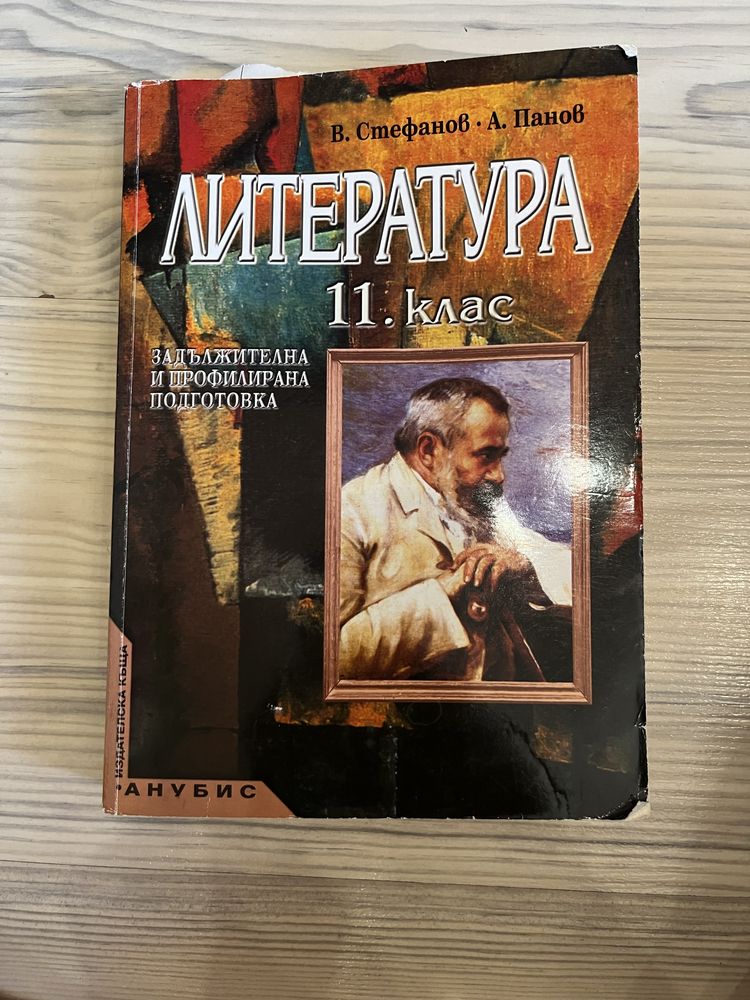 В. Стефанов · А. Панов
ЛИТЕРАТУРА
11. клас
ЗАДЪЛЖИТЕЛНА
И ПРОФИЛИРАНА
ПОДГОТОВКА
ИЗДАТЕЛСКА КЪЩА
АНУБИС